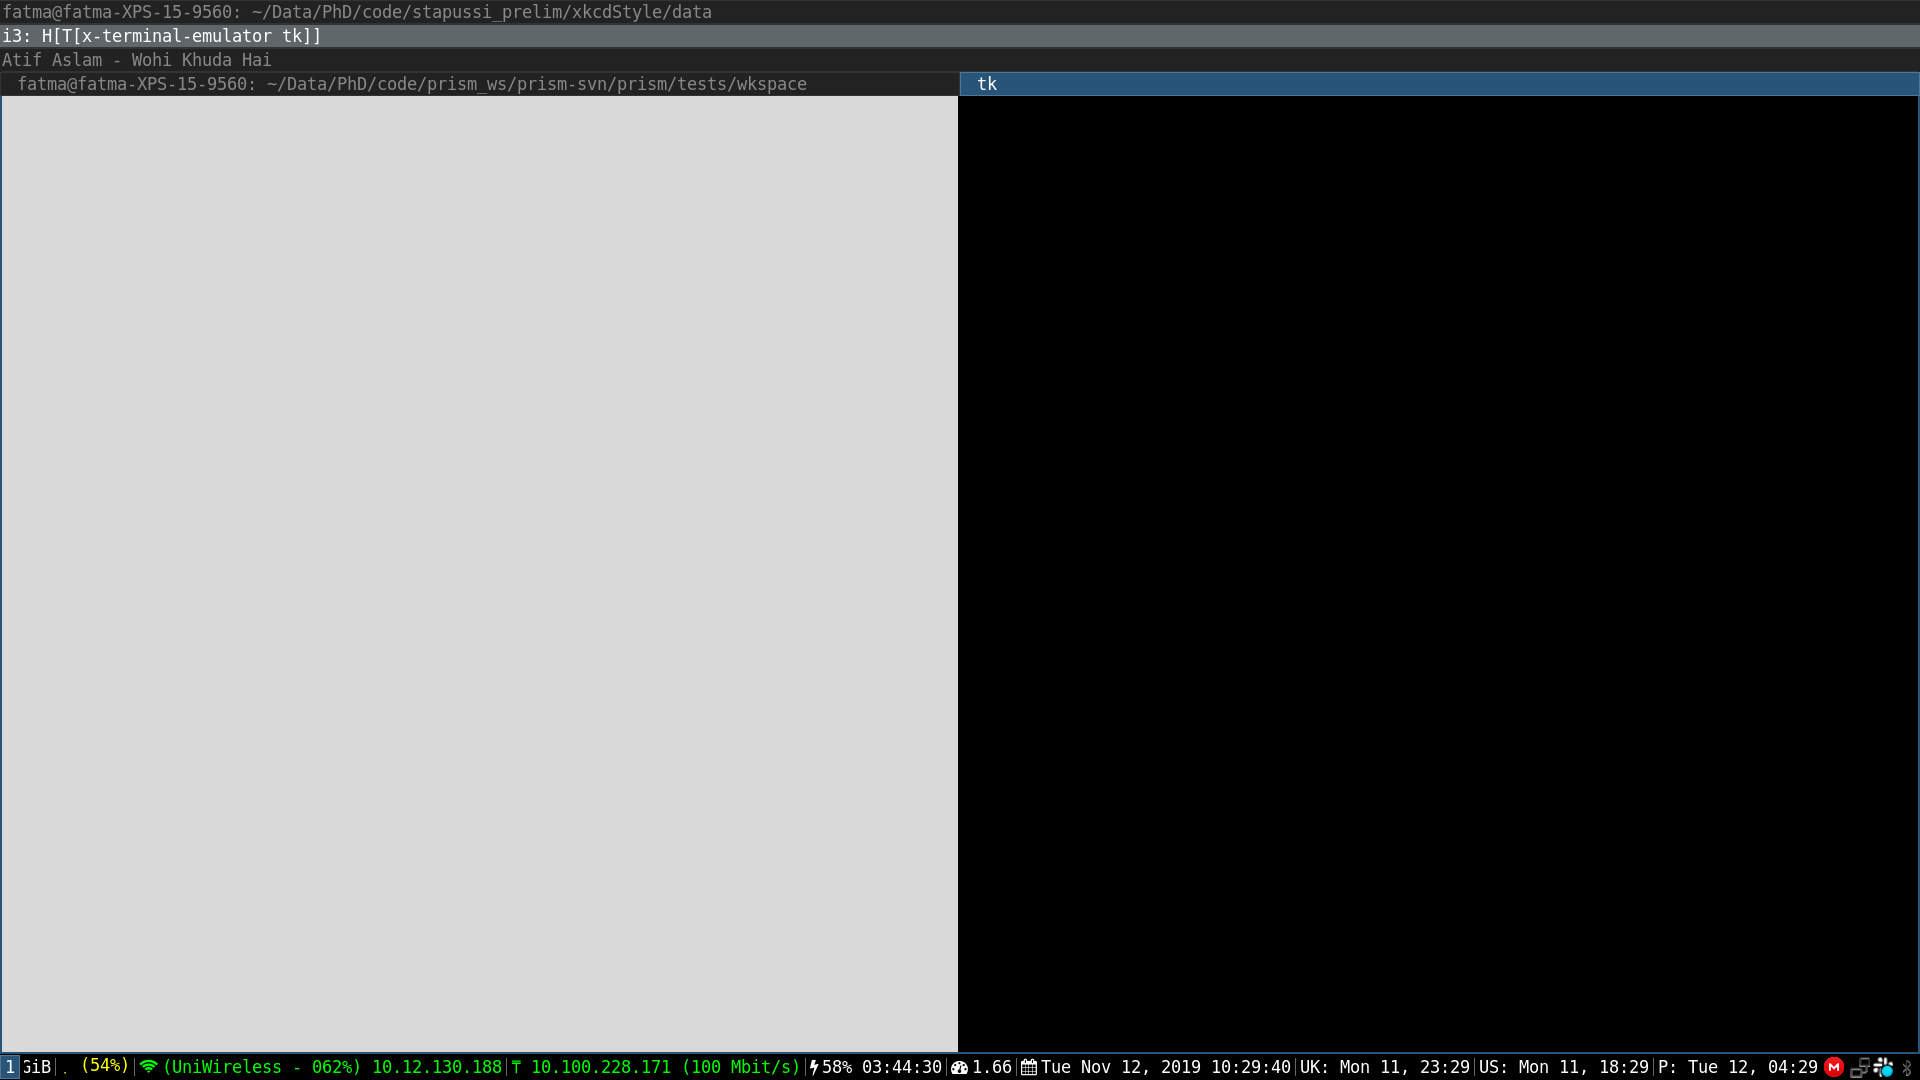 fatma@fatma-XPS-15-9560: ~/Data/PhD/code/stapussi_prelim/xkcdStyle/data
i3: H[T[x-terminal-emulator tk]]
Atif Aslam - Wohi Khuda Hai
fatma@fatma-XPS-15-9560: ~/Data/PhD/code/prism_ws/prism-svn/prism/tests/wkspace
tk
1 GiB . (54%) (UniWireless - 062%) 10.12.130.188 10.100.228.171 (100 Mbit/s) 58% 03:44:30 1.66 Tue Nov 12, 2019 10:29:40 UK: Mon 11, 23:29 US: Mon 11, 18:29 P: Tue 12, 04:29 M